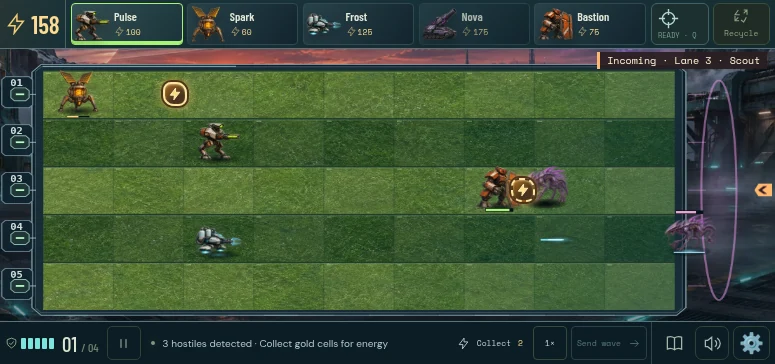 158
Pulse
100
Spark
60
Frost
125
Nova
175
Bastion
75
READY · Q
Recycle
Incoming · Lane 3 · Scout
01
02
03
04
05
01 / 04
3 hostiles detected · Collect gold cells for energy
Collect 2
1×
Send wave →